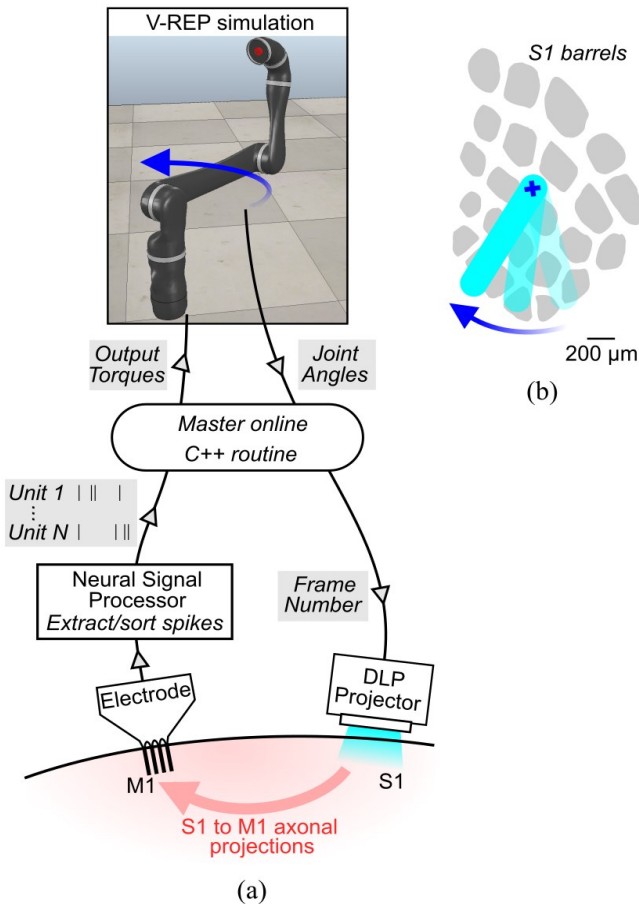 V-REP simulation
S1 barrels
200 µm
(b)
Output
Torques
Joint
Angles
Master online
C++ routine
Unit 1
Unit N
Neural Signal
Processor
Extract/sort spikes
Frame
Number
Electrode
DLP
Projector
M1
S1
S1 to M1 axonal
projections
(a)